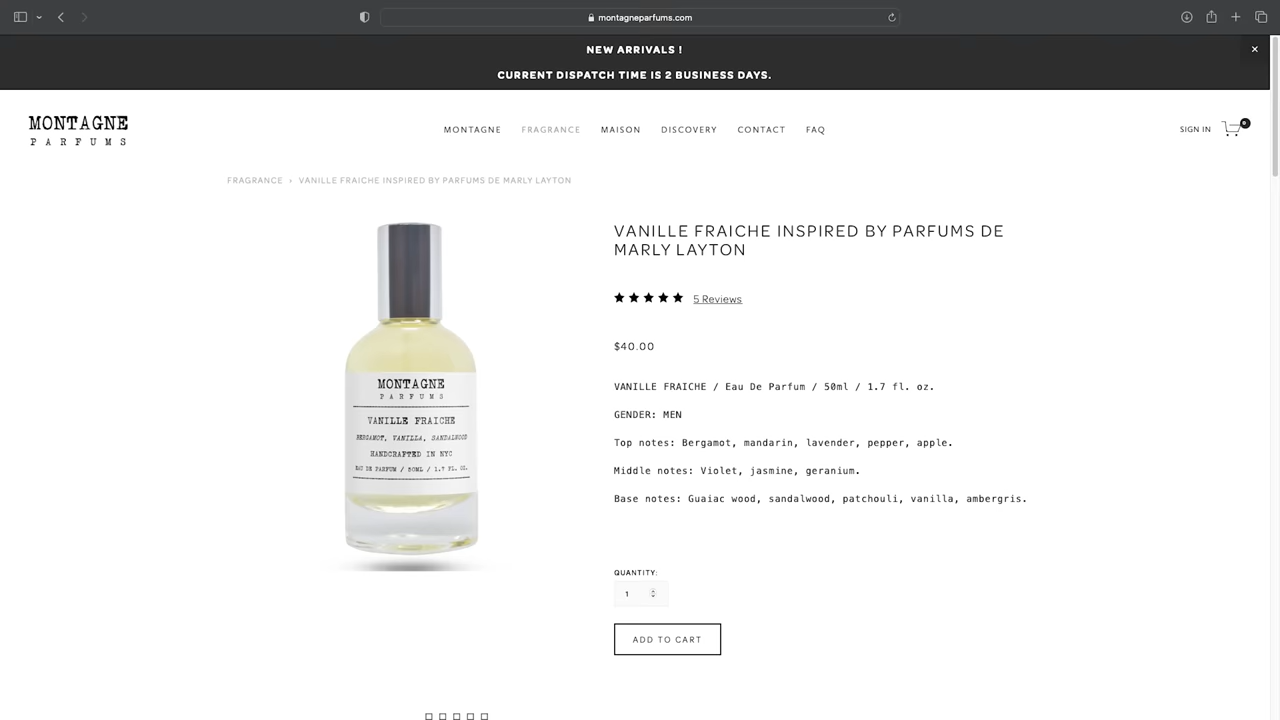 montagneparfums.com
NEW ARRIVALS !
CURRENT DISPATCH TIME IS 2 BUSINESS DAYS.
MONTAGNE
PARFUMS
MONTAGNE FRAGRANCE MAISON DISCOVERY CONTACT FAQ
SIGN IN
0
FRAGRANCE › VANILLE FRAICHE INSPIRED BY PARFUMS DE MARLY LAYTON
MONTAGNE
PARFUMS
VANILLE FRAICHE
BERGAMOT, VANILLA, SANDALWOOD
HANDCRAFTED IN NYC
EAU DE PARFUM / 50ML / 1.7 FL. OZ.
VANILLE FRAICHE INSPIRED BY PARFUMS DE
MARLY LAYTON
5 Reviews
$40.00
VANILLE FRAICHE / Eau De Parfum / 50ml / 1.7 fl. oz.
GENDER: MEN
Top notes: Bergamot, mandarin, lavender, pepper, apple.
Middle notes: Violet, jasmine, geranium.
Base notes: Guaiac wood, sandalwood, patchouli, vanilla, ambergris.
QUANTITY:
1
ADD TO CART